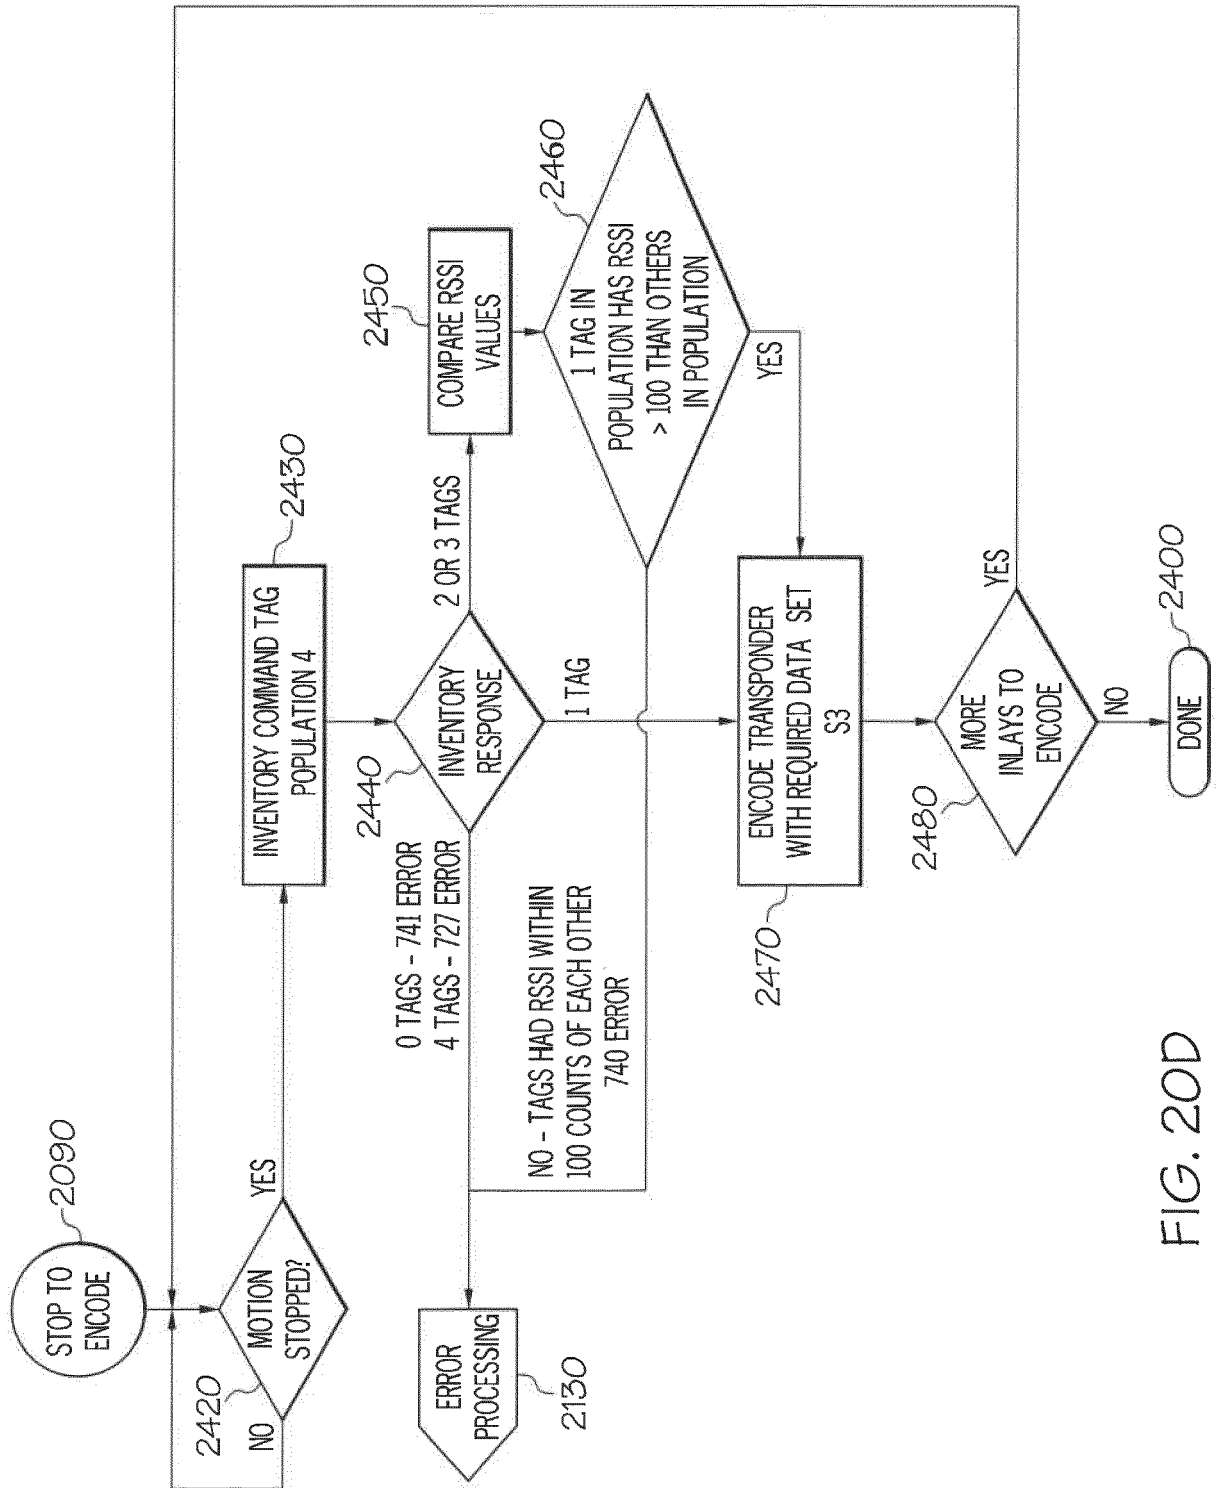 STOP TO
ENCODE
2090
MOTION
STOPPED?
2420
NO
YES
INVENTORY COMMAND TAG
POPULATION 4
2430
INVENTORY
RESPONSE
2440
0 TAGS – 741 ERROR
4 TAGS – 727 ERROR
2 OR 3 TAGS
1 TAG
COMPARE RSSI
VALUES
2450
1 TAG IN
POPULATION HAS RSSI
> 100 THAN OTHERS
IN POPULATION
2460
YES
NO – TAGS HAD RSSI WITHIN
100 COUNTS OF EACH OTHER
740 ERROR
ERROR
PROCESSING
2130
ENCODE TRANSPONDER
WITH REQUIRED DATA SET
S3
2470
MORE
INLAYS TO
ENCODE
2480
YES
NO
DONE
2400
FIG. 20D